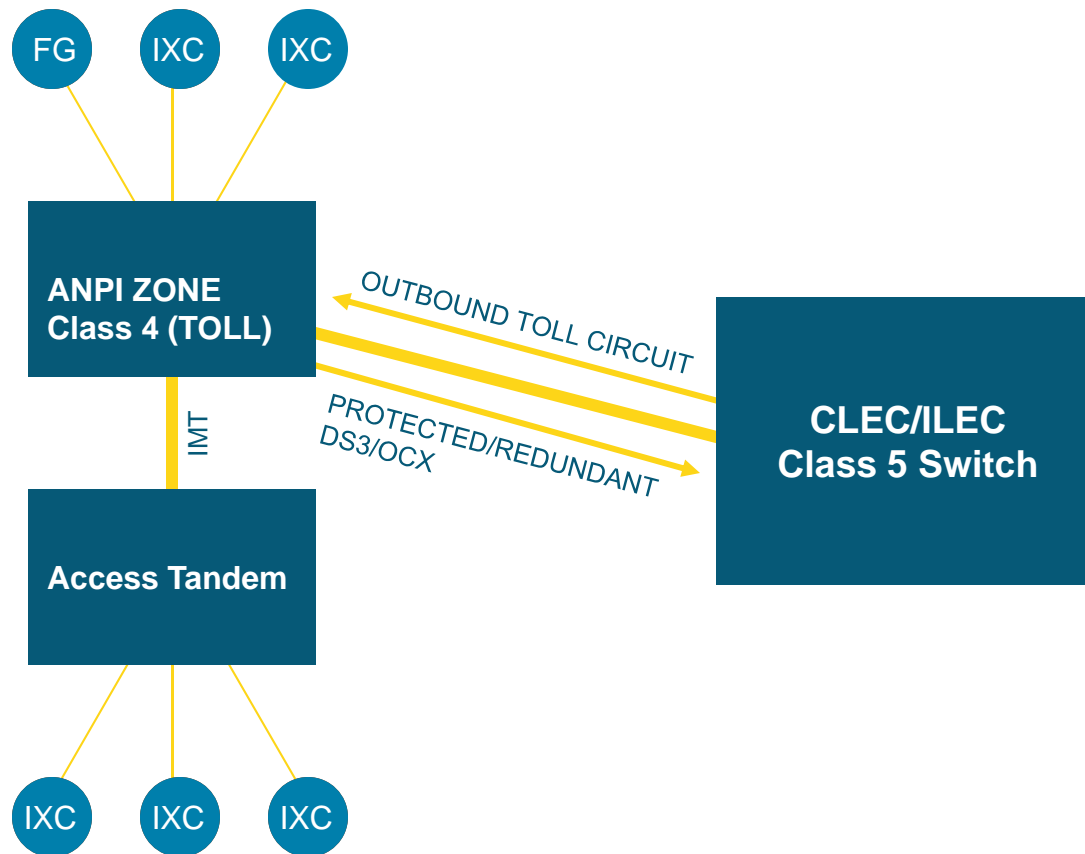 FG
IXC
IXC
ANPI ZONE
Class 4 (TOLL)
OUTBOUND TOLL CIRCUIT
PROTECTED/REDUNDANT
DS3/OCX
CLEC/ILEC
Class 5 Switch
IMT
Access Tandem
IXC
IXC
IXC